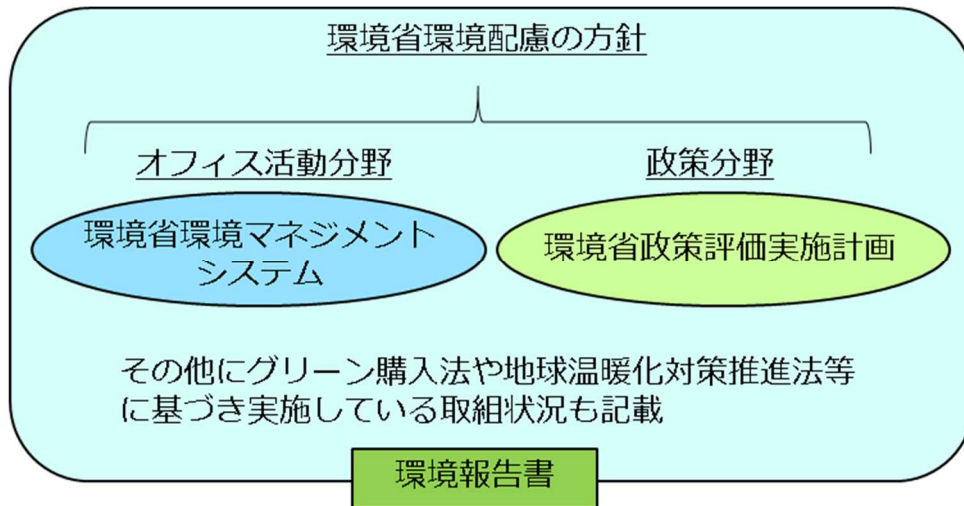 環境省環境配慮の方針
オフィス活動分野
政策分野
環境省環境マネジメント
システム
環境省政策評価実施計画
その他にグリーン購入法や地球温暖化対策推進法等
に基づき実施している取組状況も記載
環境報告書